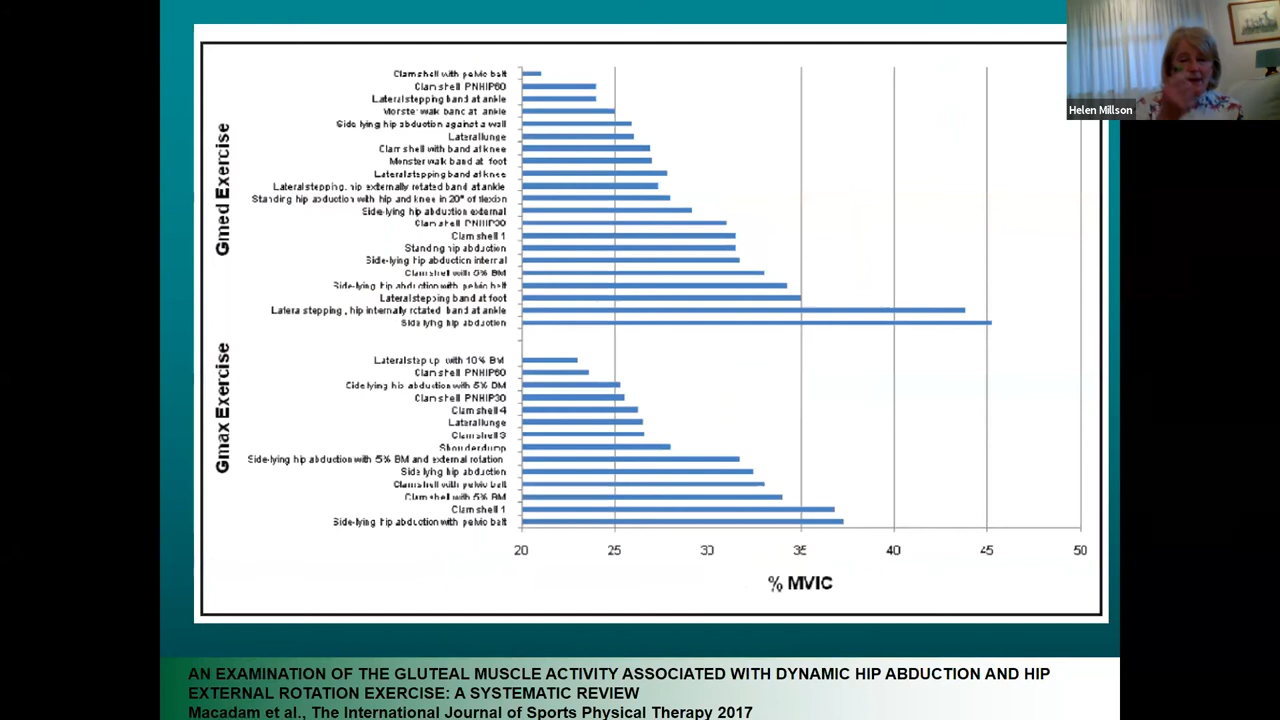 Helen Millson
Gmed Exercise
Clam shell with pelvic belt
Clam shell PNHIP60
Lateral stepping band at ankle
Monster walk band at ankle
Side lying hip abduction against a wall
Lateral lunge
Clam shell with band at knee
Monster walk band at foot
Lateral stepping band at knee
Lateral stepping, hip externally rotated band at ankle
Standing hip abduction with hip and knee in 20° of flexion
Side-lying hip abduction external
Clam shell PNHIP30
Clam shell 1
Standing hip abduction
Side-lying hip abduction internal
Clam shell with 5% BM
Side-lying hip abduction with pelvic belt
Lateral stepping band at foot
Lateral stepping, hip internally rotated band at ankle
Side lying hip abduction
Gmax Exercise
Lateral step up with 10% BM
Clam shell PNHIP60
Side lying hip abduction with 5% BM
Clam shell PNHIP30
Clam shell 4
Lateral lunge
Clam shell 3
Side-lying hip abduction with 5% BM and external rotation
Side lying hip abduction
Clam shell with pelvic belt
Clam shell with 5% BM
Clam shell 1
Side-lying hip abduction with pelvic belt
20 25 30 35 40 45 50
% MVIC
AN EXAMINATION OF THE GLUTEAL MUSCLE ACTIVITY ASSOCIATED WITH DYNAMIC HIP ABDUCTION AND HIP
EXTERNAL ROTATION EXERCISE: A SYSTEMATIC REVIEW
Macadam et al., The International Journal of Sports Physical Therapy 2017